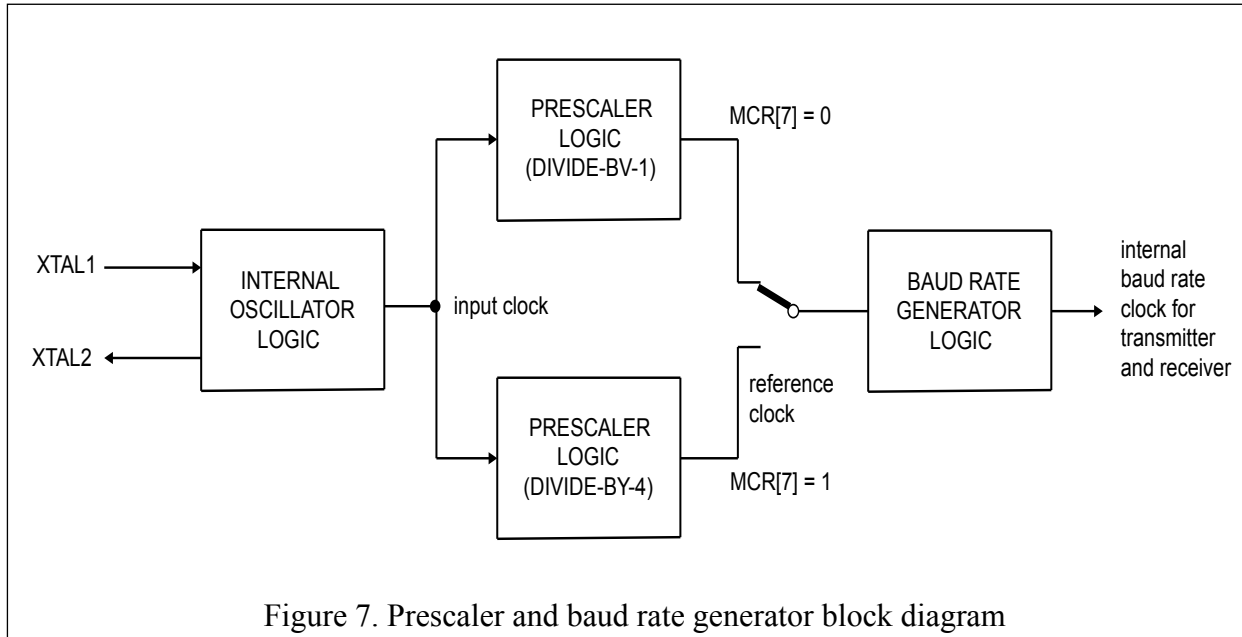 PRESCALER
LOGIC
(DIVIDE-BV-1)
MCR[7] = 0
XTAL1
XTAL2
INTERNAL
OSCILLATOR
LOGIC
input clock
BAUD RATE
GENERATOR
LOGIC
internal
baud rate
clock for
transmitter
and receiver
reference
clock
PRESCALER
LOGIC
(DIVIDE-BY-4)
MCR[7] = 1
Figure 7. Prescaler and baud rate generator block diagram